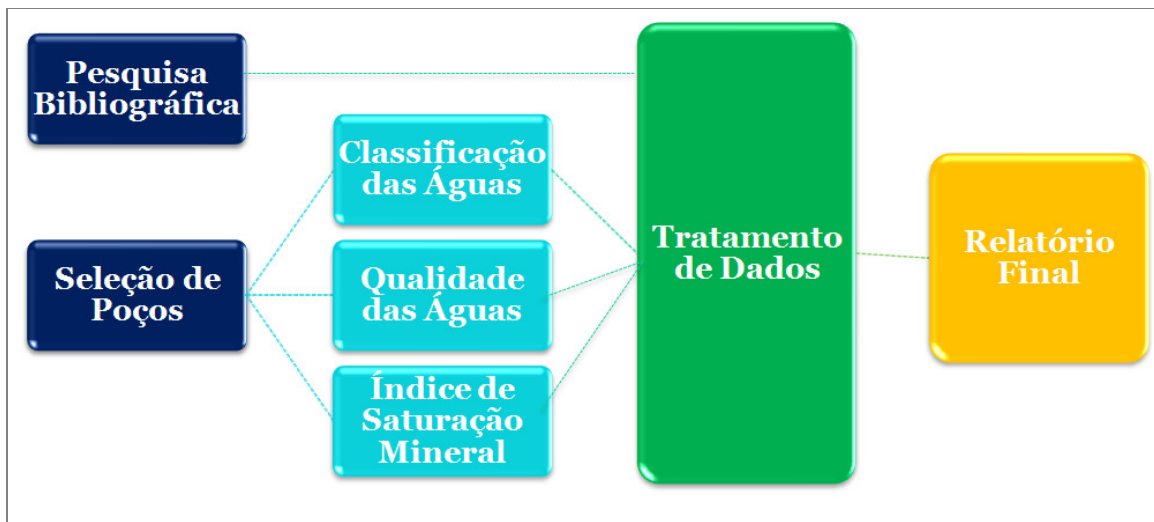 Pesquisa
Bibliográfica
Seleção de
Poços
Classificação
das Águas
Qualidade
das Águas
Índice de
Saturação
Mineral
Tratamento
de Dados
Relatório
Final